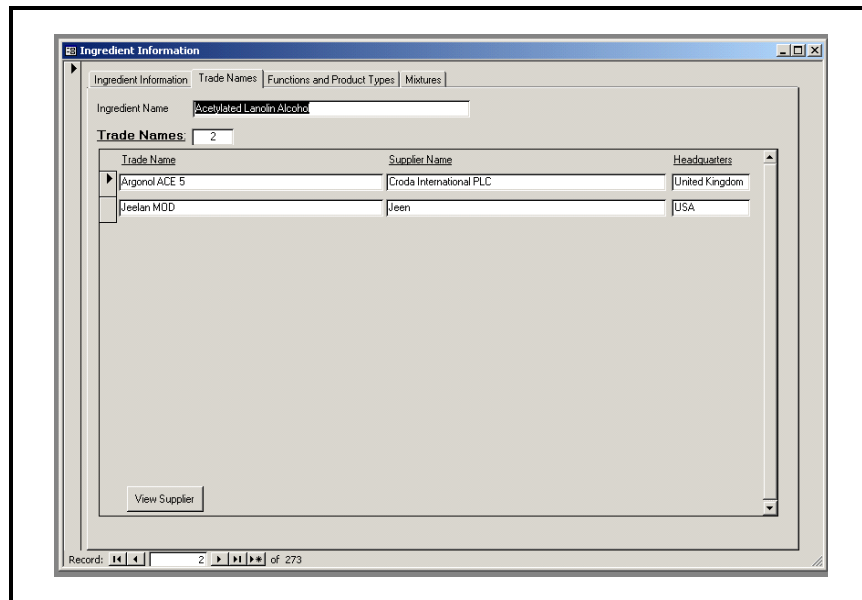 Ingredient Information
Ingredient Information Trade Names Functions and Product Types Mixtures
Ingredient Name Acetylated Lanolin Alcohol
Trade Names: 2
Trade Name Supplier Name Headquarters
Argonol ACE 5 Croda International PLC United Kingdom
Jeelan MOD Jeen USA
View Supplier
Record: 2 of 273